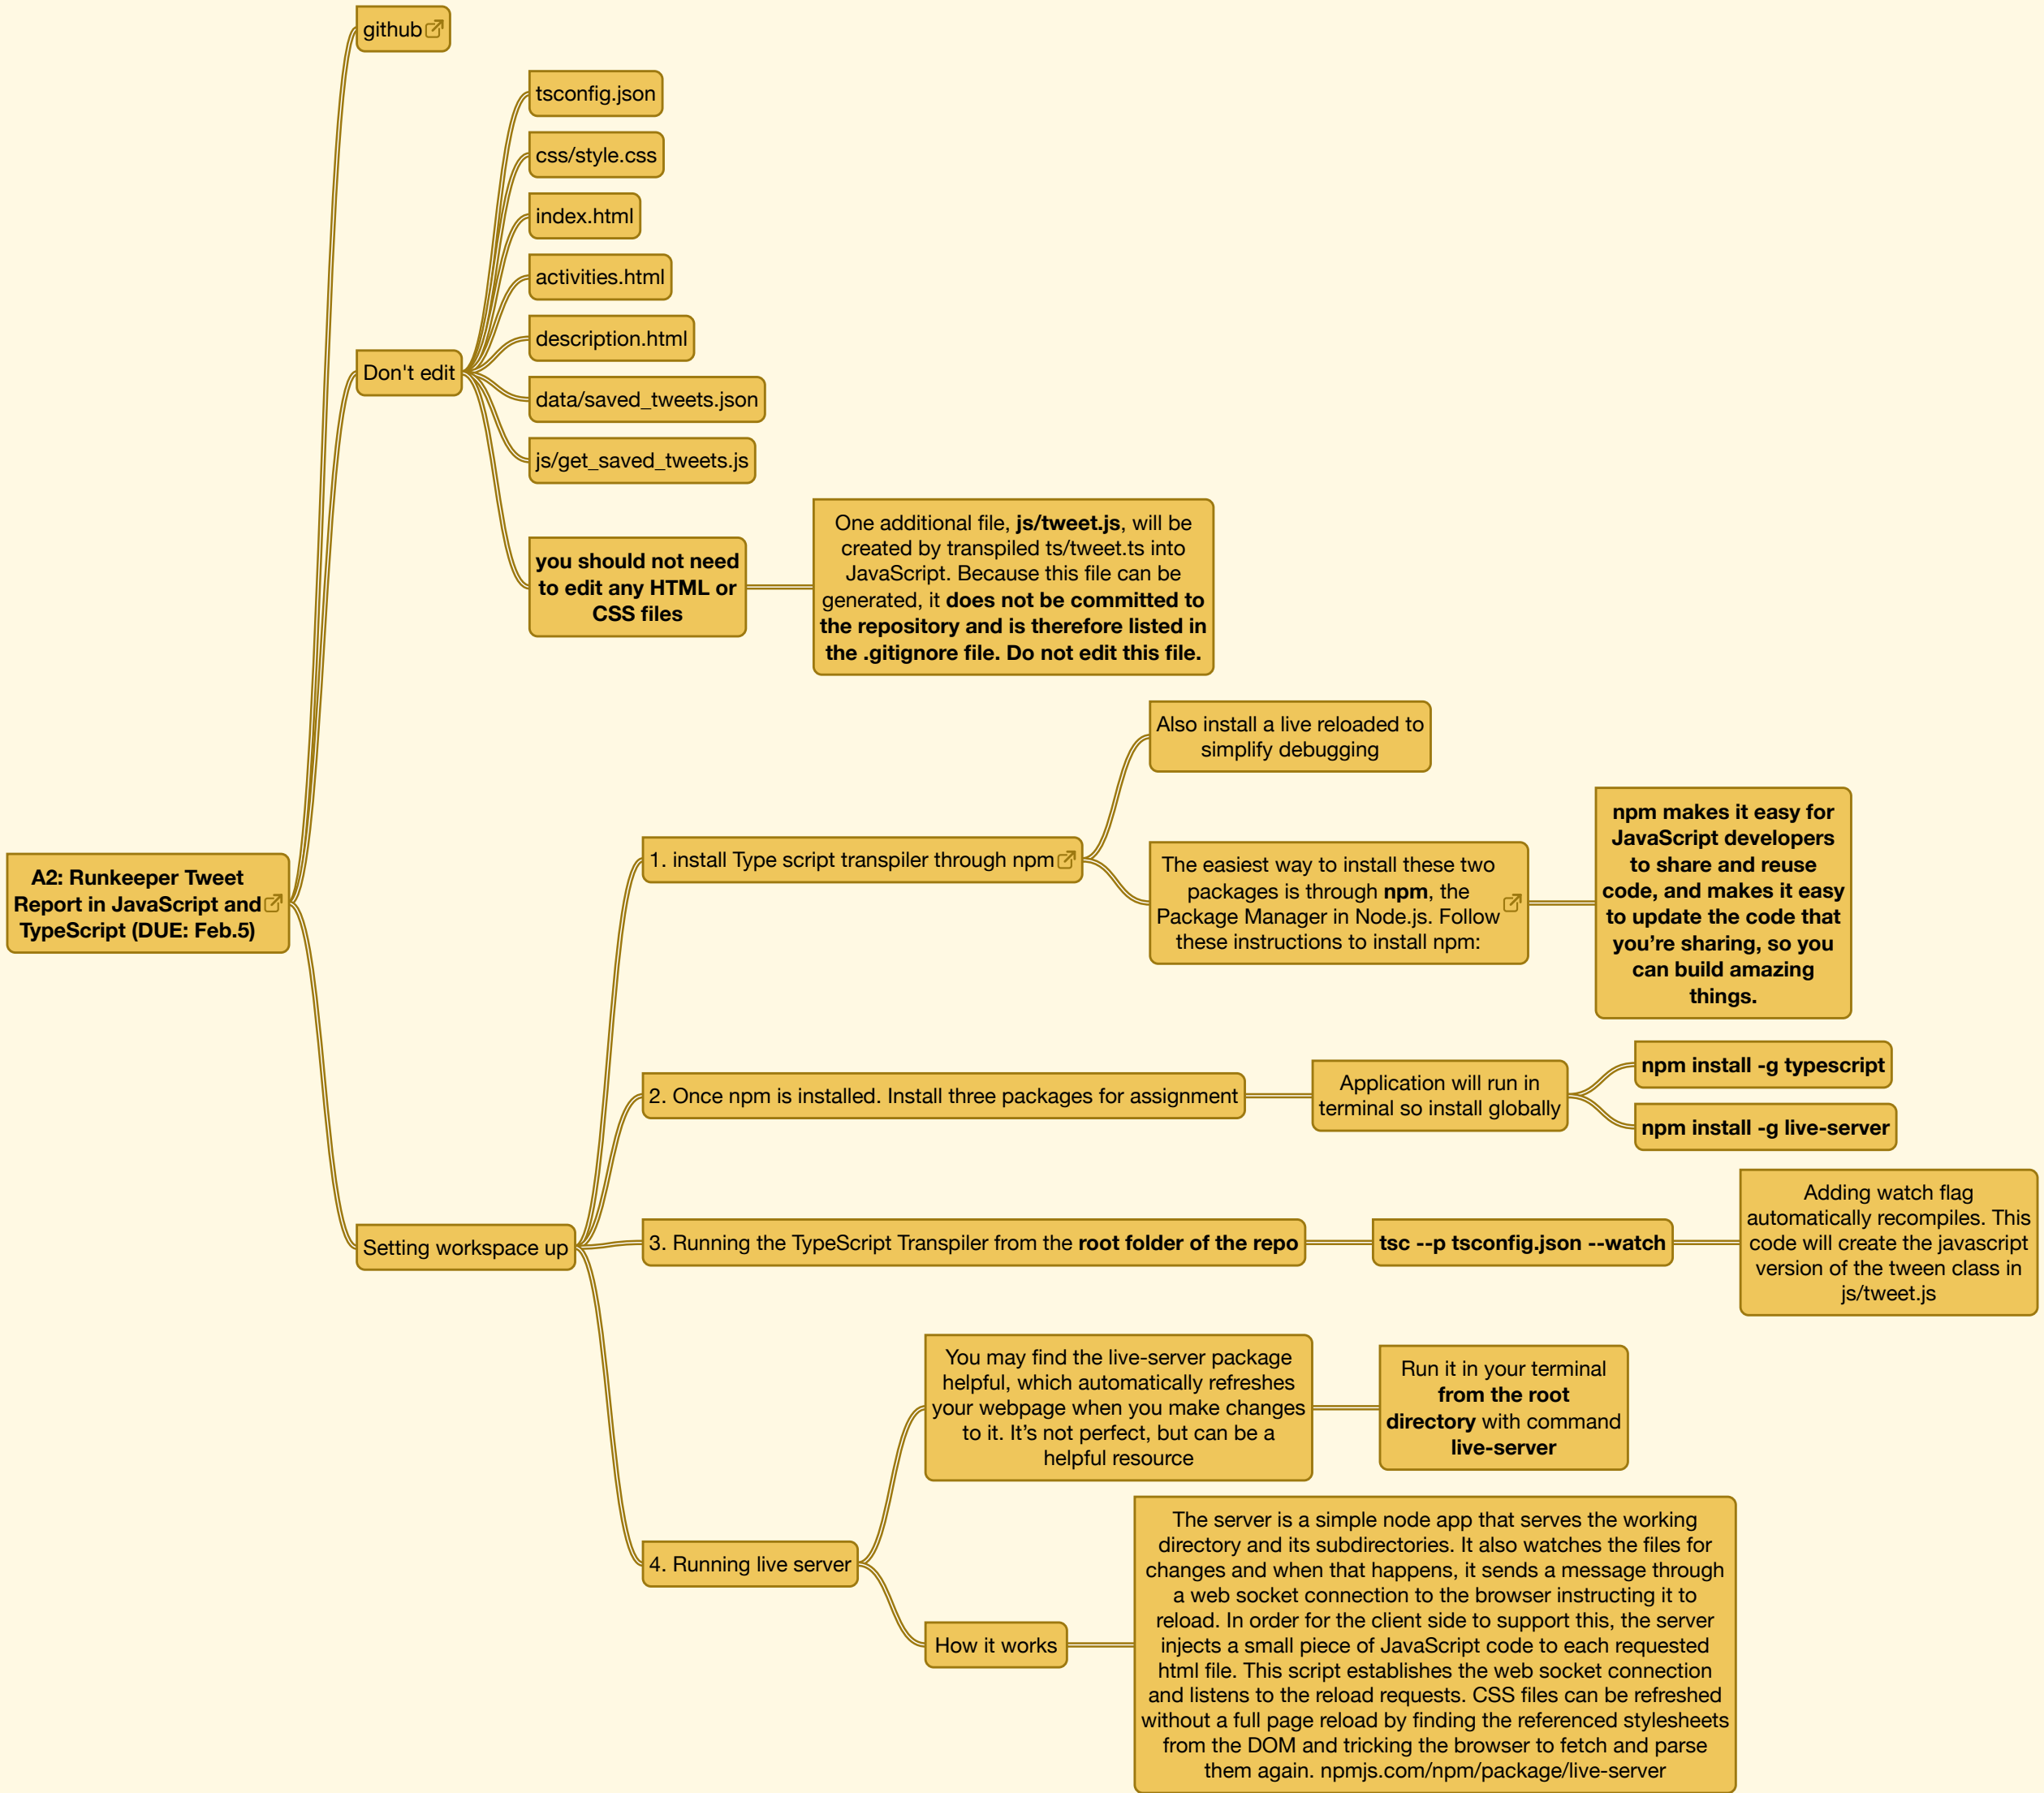 github
tsconfig.json
css/style.css
index.html
activities.html
description.html
Don't edit
data/saved_tweets.json
js/get_saved_tweets.js
you should not need
to edit any HTML or
CSS files
One additional file, js/tweet.js, will be
created by transpiled ts/tweet.ts into
JavaScript. Because this file can be
generated, it does not be committed to
the repository and is therefore listed in
the .gitignore file. Do not edit this file.
A2: Runkeeper Tweet
Report in JavaScript and
TypeScript (DUE: Feb.5)
Setting workspace up
1. install Type script transpiler through npm
Also install a live reloaded to
simplify debugging
The easiest way to install these two
packages is through npm, the
Package Manager in Node.js. Follow
these instructions to install npm:
npm makes it easy for
JavaScript developers
to share and reuse
code, and makes it easy
to update the code that
you’re sharing, so you
can build amazing
things.
2. Once npm is installed. Install three packages for assignment
Application will run in
terminal so install globally
npm install -g typescript
npm install -g live-server
3. Running the TypeScript Transpiler from the root folder of the repo
tsc --p tsconfig.json --watch
Adding watch flag
automatically recompiles. This
code will create the javascript
version of the tween class in
js/tweet.js
4. Running live server
You may find the live-server package
helpful, which automatically refreshes
your webpage when you make changes
to it. It’s not perfect, but can be a
helpful resource
Run it in your terminal
from the root
directory with command
live-server
How it works
The server is a simple node app that serves the working
directory and its subdirectories. It also watches the files for
changes and when that happens, it sends a message through
a web socket connection to the browser instructing it to
reload. In order for the client side to support this, the server
injects a small piece of JavaScript code to each requested
html file. This script establishes the web socket connection
and listens to the reload requests. CSS files can be refreshed
without a full page reload by finding the referenced stylesheets
from the DOM and tricking the browser to fetch and parse
them again. npmjs.com/npm/package/live-server